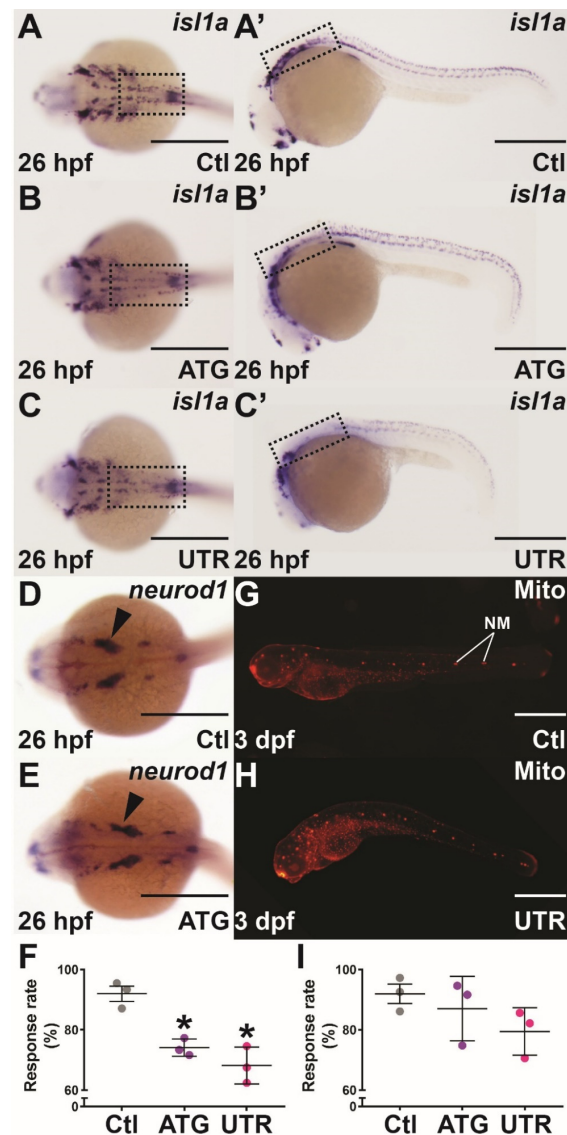 A isl1a A' isl1a
26 hpf Ctl 26 hpf Ctl
B isl1a B' isl1a
26 hpf ATG 26 hpf ATG
C isl1a C' isl1a
26 hpf UTR 26 hpf UTR
D neurod1 G Mito
NM
26 hpf Ctl 3 dpf Ctl
E neurod1 H Mito
26 hpf ATG 3 dpf UTR
F I
Response rate (%)
100
80
60
0
* *
Ctl ATG UTR
Response rate (%)
100
80
60
0
Ctl ATG UTR